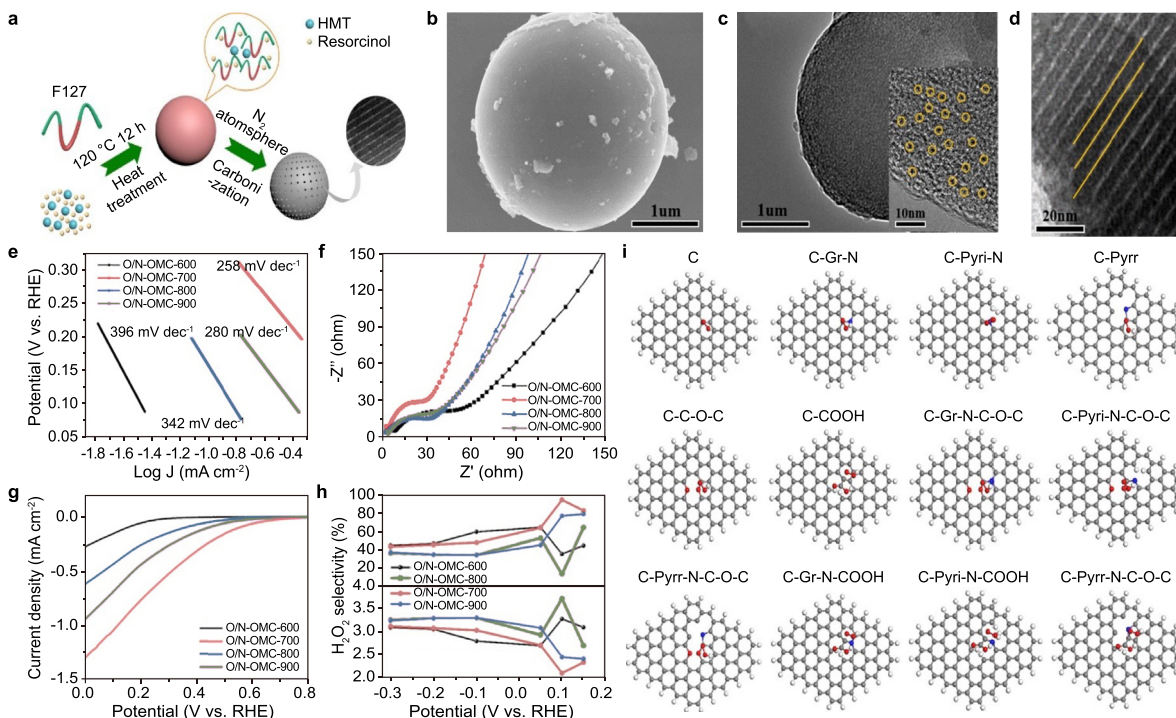 a
HMT
Resorcinol
F127
120 °C 12 h
Heat
treatment
N2
atomsphere
Carboni
-zation
b
1um
c
1um
10nm
d
20nm
e
O/N-OMC-600
O/N-OMC-700
O/N-OMC-800
O/N-OMC-900
258 mV dec-1
396 mV dec-1
280 mV dec-1
342 mV dec-1
Potential (V vs. RHE)
0.30
0.25
0.20
0.15
0.10
0.05
-1.8 -1.6 -1.4 -1.2 -1.0 -0.8 -0.6 -0.4
Log J (mA cm-2)
f
-Z'' (ohm)
150
120
90
60
30
0
O/N-OMC-600
O/N-OMC-700
O/N-OMC-800
O/N-OMC-900
0 30 60 90 120 150
Z' (ohm)
g
Current density (mA cm-2)
0.0
-0.5
-1.0
-1.5
O/N-OMC-600
O/N-OMC-700
O/N-OMC-800
O/N-OMC-900
0.0 0.2 0.4 0.6 0.8
Potential (V vs. RHE)
h
H2O2 selectivity (%)
100
80
60
40
20
4.0
3.5
3.0
2.5
2.0
O/N-OMC-600
O/N-OMC-800
O/N-OMC-700
O/N-OMC-900
-0.3 -0.2 -0.1 0.0 0.1 0.2
Potential (V vs. RHE)
i
C C-Gr-N C-Pyri-N C-Pyrr
C-C-O-C C-COOH C-Gr-N-C-O-C C-Pyri-N-C-O-C
C-Pyrr-N-C-O-C C-Gr-N-COOH C-Pyri-N-COOH C-Pyrr-N-C-O-C